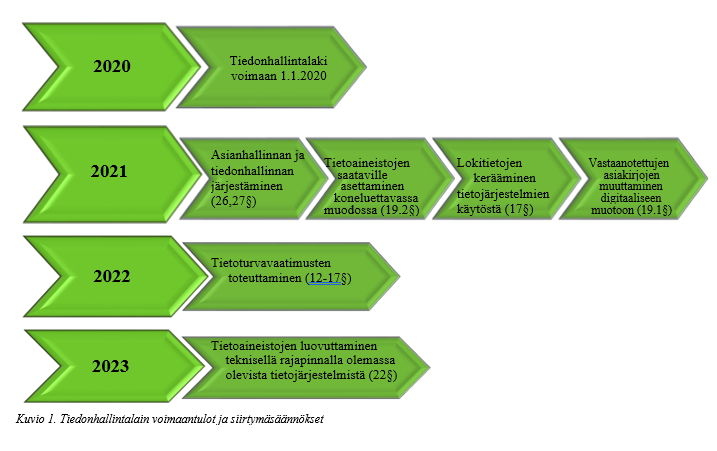 2020
Tiedonhallintalaki
voimaan 1.1.2020
2021
Asianhallinnan ja
tiedonhallinnan
järjestäminen
(26,27§)
Tietoaineistojen
saataville
asettaminen
koneluettavassa
muodossa (19.2§)
Lokitietojen
kerääminen
tietojärjestelmien
käytöstä (17§)
Vastaanotettujen
asiakirjojen
muuttaminen
digitaaliseen
muotoon (19.1§)
2022
Tietoturvavaatimusten
toteuttaminen (12-17§)
2023
Tietoaineistojen luovuttaminen
teknisellä rajapinnalla olemassa
olevista tietojärjestelmistä (22§)
Kuvio 1. Tiedonhallintalain voimaantulot ja siirtymäsäännökset